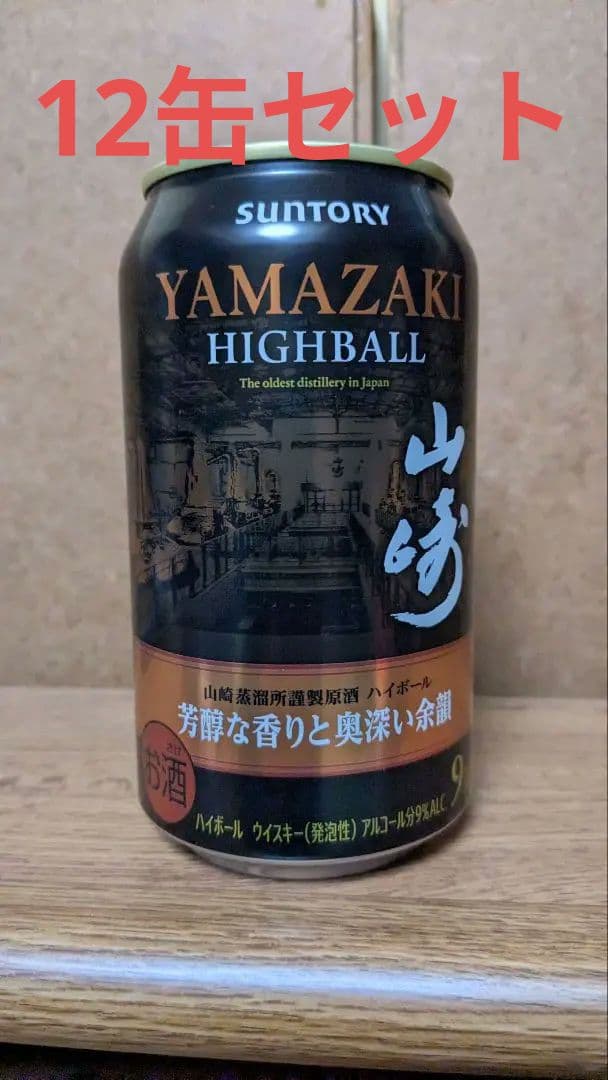 12缶セット
SUNTORY
YAMAZAKI
HIGHBALL
The oldest distillery in Japan
山崎
山崎蒸溜所謹製原酒 ハイボール
芳醇な香りと奥深い余韻
さけ
お酒
ハイボール ウイスキー(発泡性) アルコール分9%ALC. 9